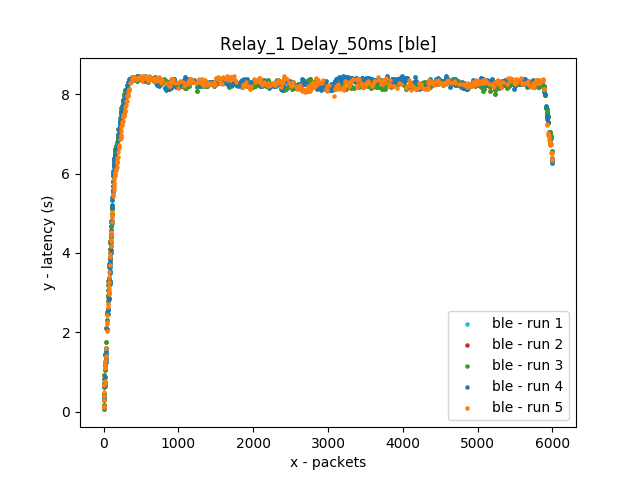 Relay_1 Delay_50ms [ble]
y - latency (s)
8
6
4
2
0
0 1000 2000 3000 4000 5000 6000
x - packets
ble - run 1
ble - run 2
ble - run 3
ble - run 4
ble - run 5